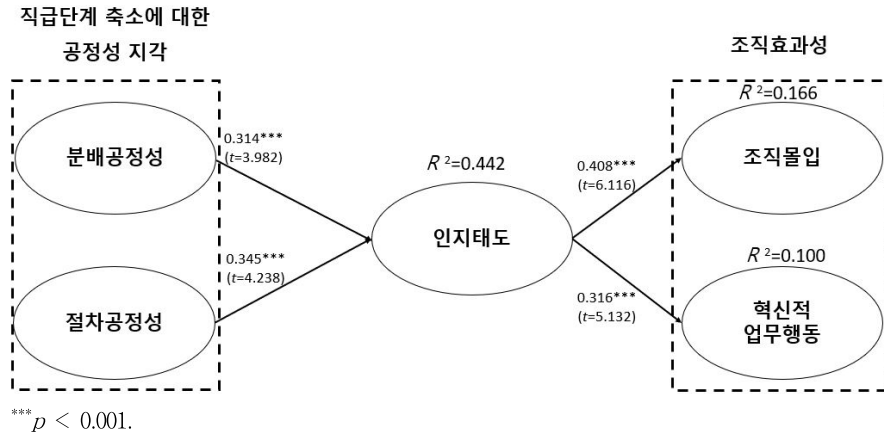 직급단계 축소에 대한
공정성 지각
조직효과성
R²=0.166
분배공정성
0.314***
(t=3.982)
R²=0.442
0.408***
(t=6.116)
조직몰입
인지태도
0.345***
(t=4.238)
R²=0.100
0.316***
(t=5.132)
절차공정성
혁신적
업무행동
***p < 0.001.